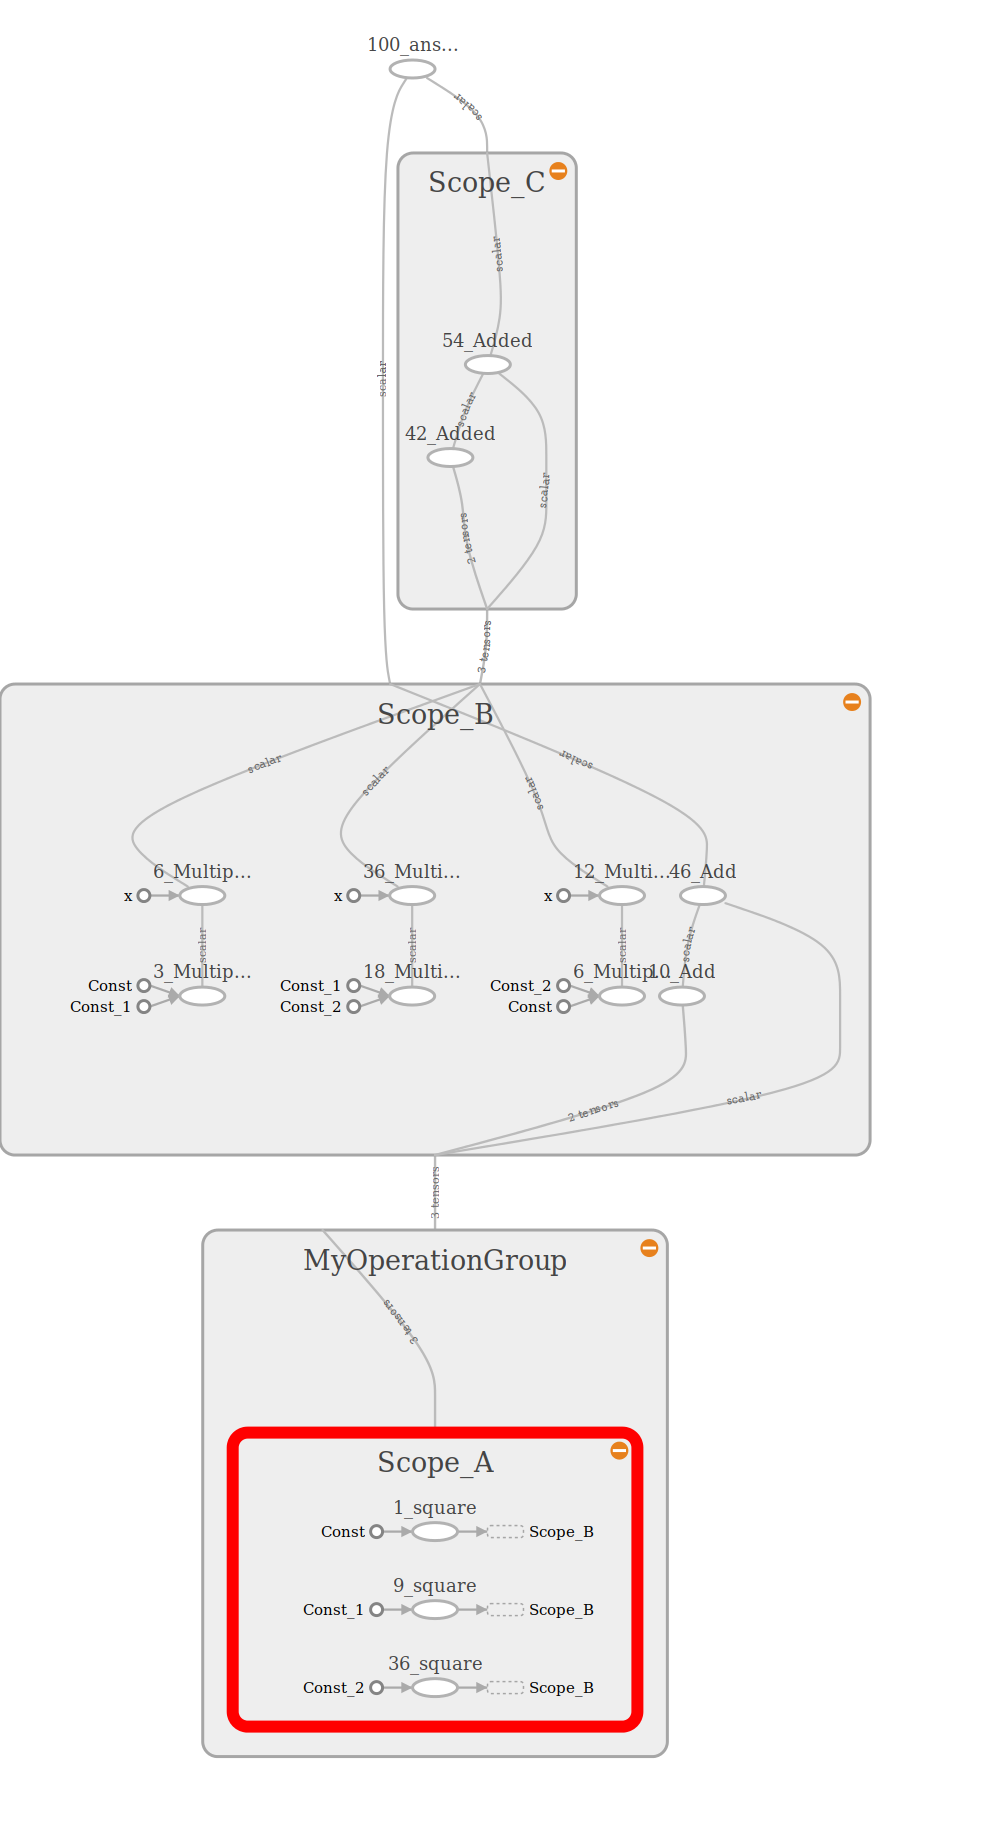 100_ans...
scalar
Scope_C
scalar
54_Added
scalar
scalar
42_Added
scalar
2 tensors
3 tensors
Scope_B
scalar
scalar
scalar
scalar
6_Multip...
36_Multi...
12_Multi...
46_Add
x
x
x
scalar
scalar
scalar
scalar
3_Multip...
18_Multi...
6_Multip...
10_Add
Const
Const_1
Const_2
Const_1
Const_2
Const
2 tensors
scalar
3 tensors
MyOperationGroup
3 tensors
Scope_A
1_square
Const
Scope_B
9_square
Const_1
Scope_B
36_square
Const_2
Scope_B